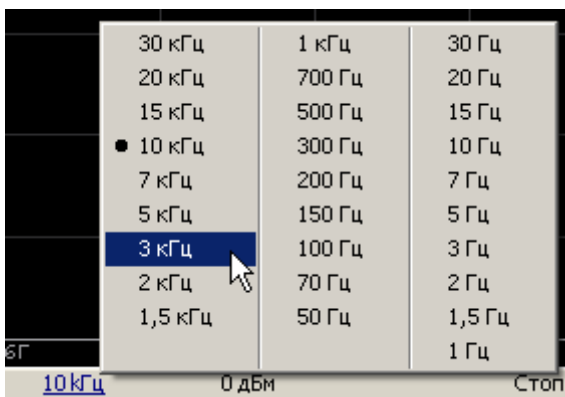 30 кГц
20 кГц
15 кГц
10 кГц
7 кГц
5 кГц
3 кГц
2 кГц
1,5 кГц
1 кГц
700 Гц
500 Гц
300 Гц
200 Гц
150 Гц
100 Гц
70 Гц
50 Гц
30 Гц
20 Гц
15 Гц
10 Гц
7 Гц
5 Гц
3 Гц
2 Гц
1,5 Гц
1 Гц
10 kГц 0 дБм Стоп